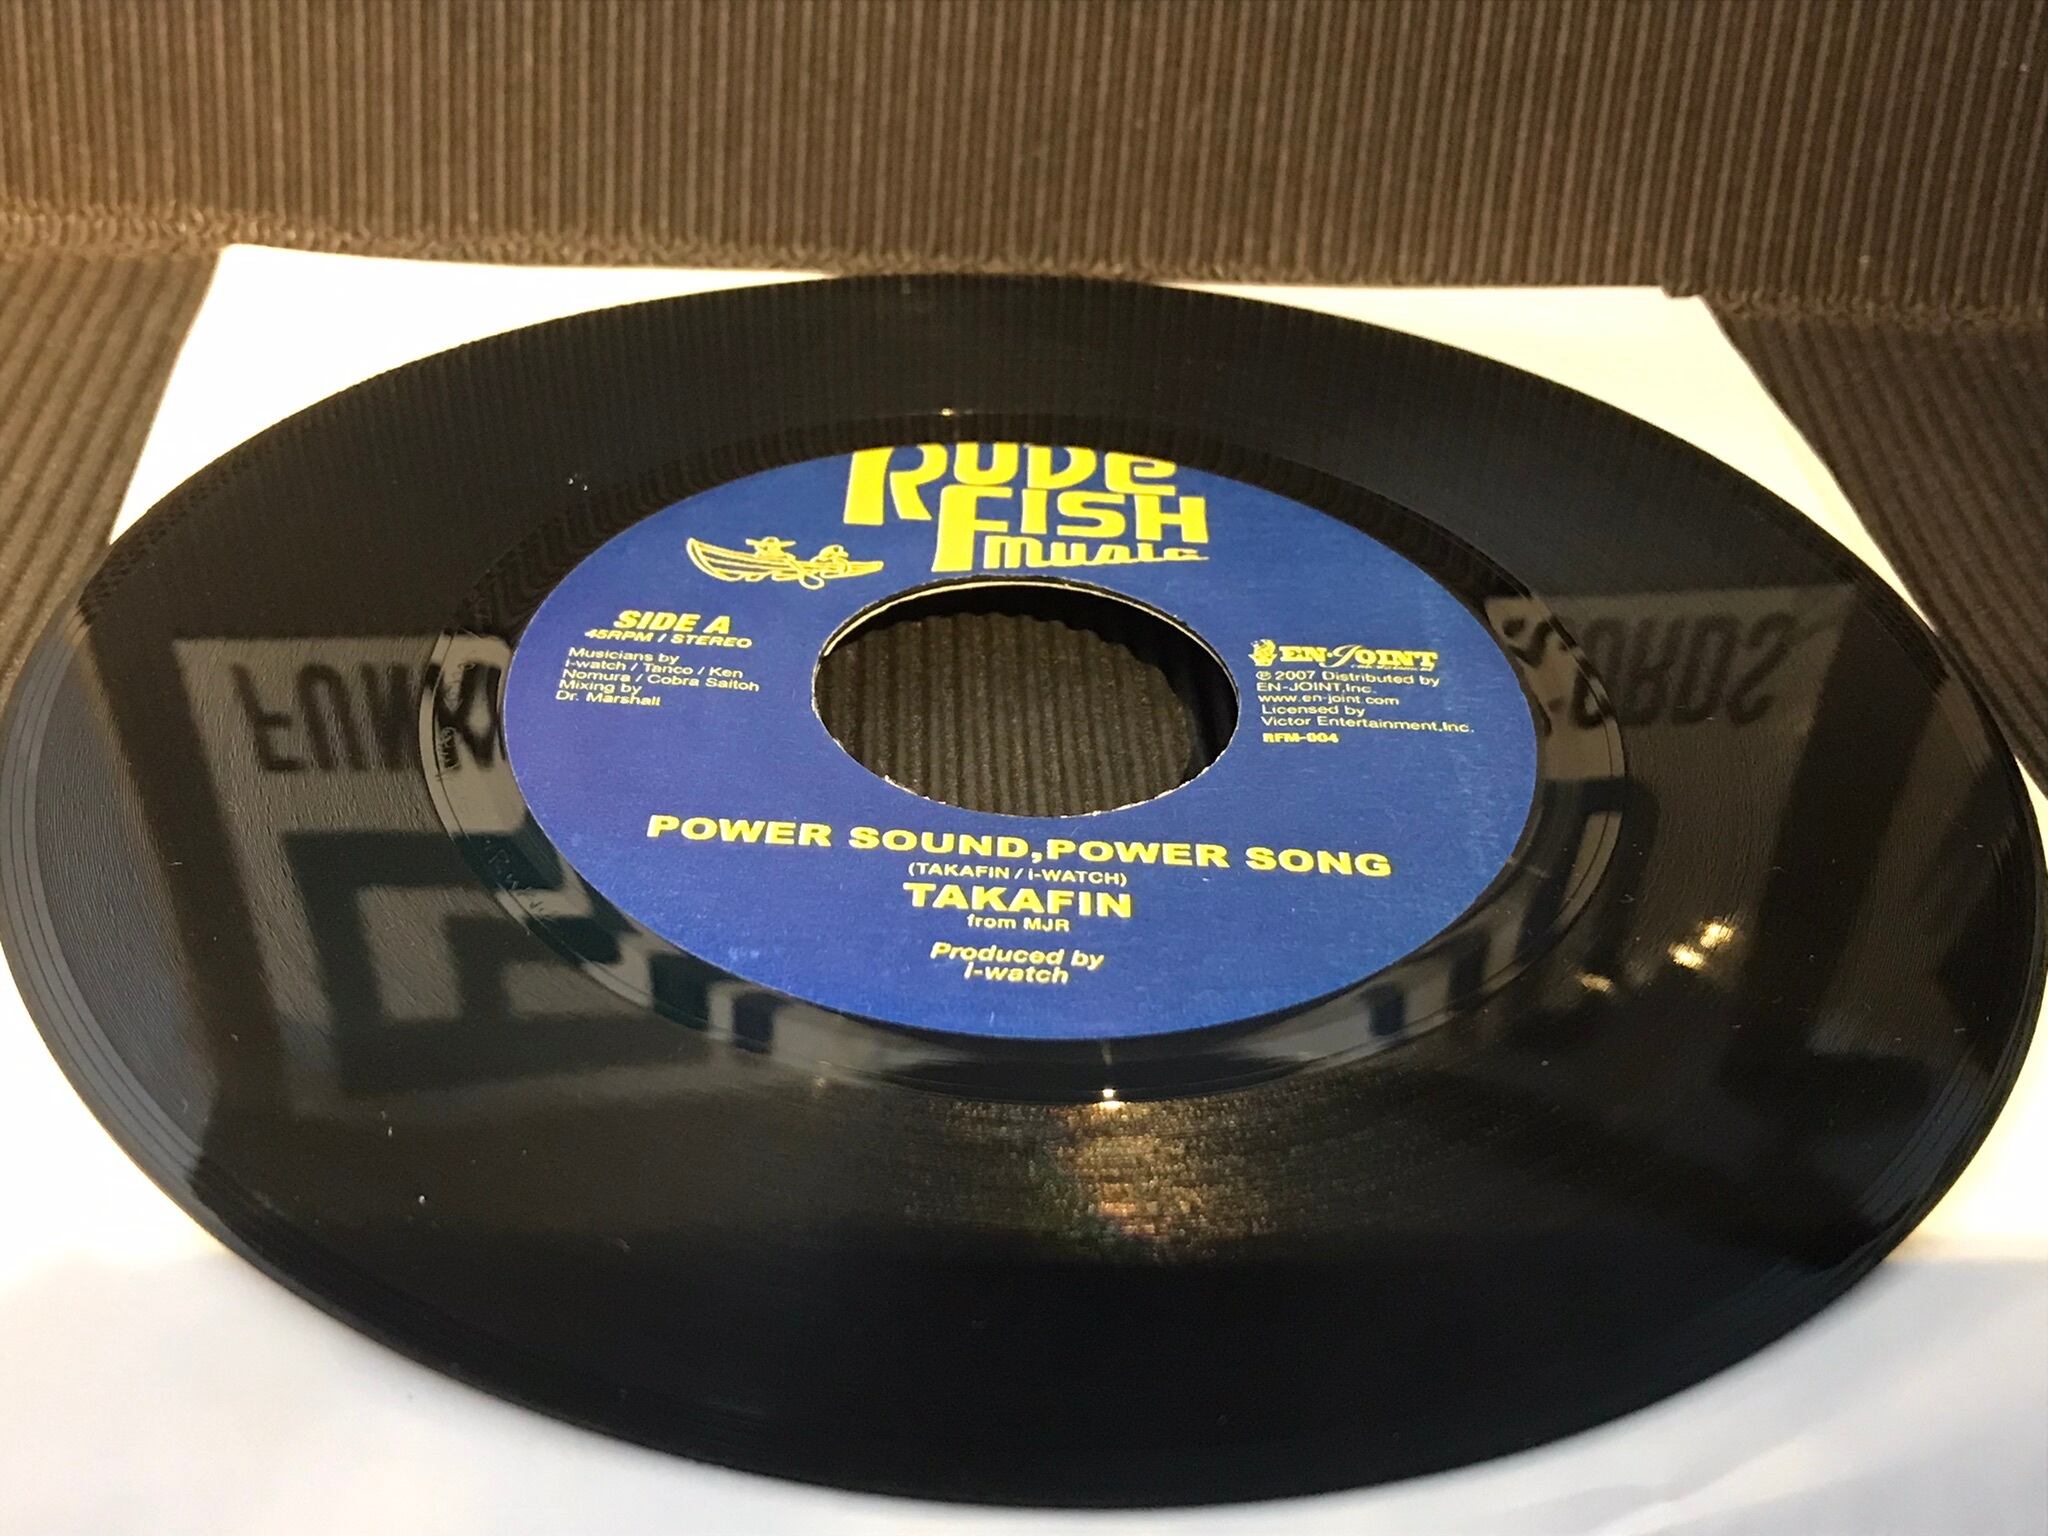 RUDE
FISH
Music
SIDE A
45RPM / STEREO
Musicians by
i-watch / Tanco / Ken
Nomura / Cobra Saitoh
Mixing by
Dr. Marshall
EN·JOINT
℗ 2007 Distributed by
EN-JOINT,Inc.
www.en-joint.com
Licensed by
Victor Entertainment,Inc.
RFM-004
POWER SOUND,POWER SONG
(TAKAFIN / i-WATCH)
TAKAFIN
from MJR
Produced by
i-watch